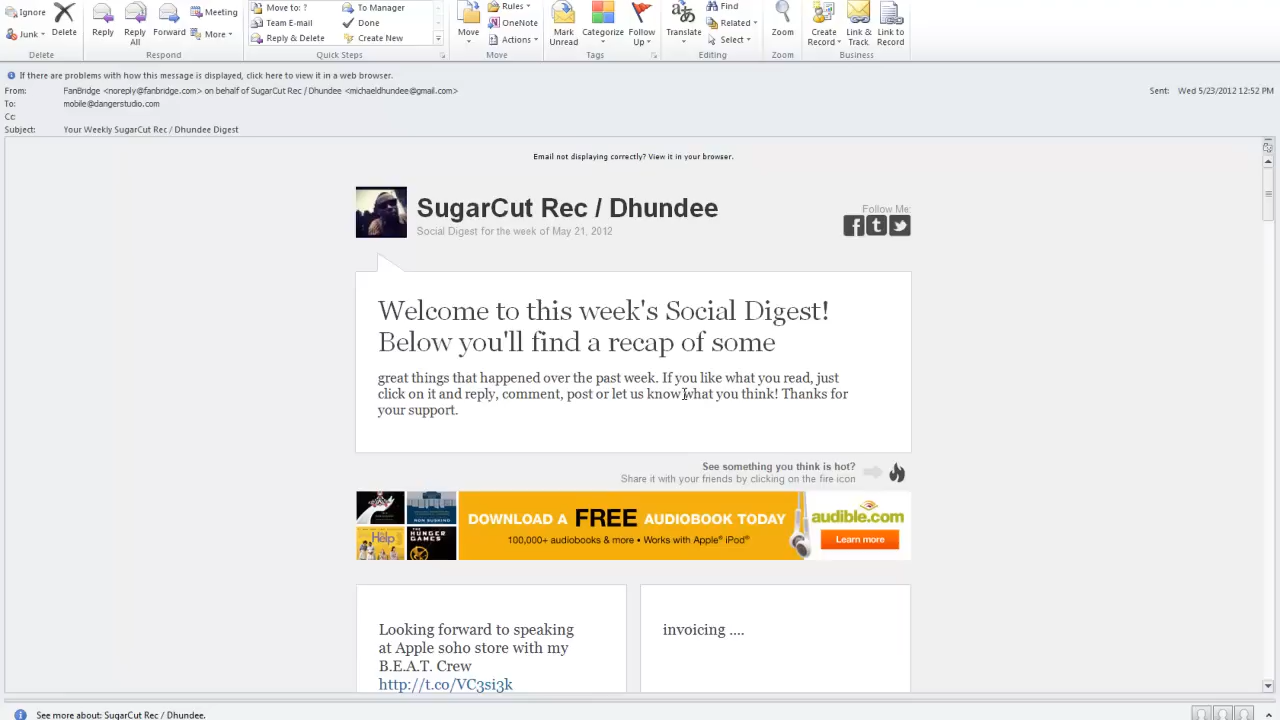 Ignore
Junk
Delete
Delete
Reply
Reply All
Forward
Meeting
More
Respond
Move to: ?
To Manager
Team E-mail
Done
Reply & Delete
Create New
Quick Steps
Move
Rules
OneNote
Actions
Move
Mark Unread
Categorize
Follow Up
Tags
Translate
Find
Related
Select
Editing
Zoom
Zoom
Create Record
Link & Track
Link to Record
Business
If there are problems with how this message is displayed, click here to view it in a web browser.
From: FanBridge <noreply@fanbridge.com> on behalf of SugarCut Rec / Dhundee <michaeldhundee@gmail.com>
Sent: Wed 5/23/2012 12:52 PM
To: mobile@dangerstudio.com
Cc:
Subject: Your Weekly SugarCut Rec / Dhundee Digest
Email not displaying correctly? View it in your browser.
SugarCut Rec / Dhundee
Social Digest for the week of May 21, 2012
Follow Me:
Welcome to this week's Social Digest!
Below you'll find a recap of some
great things that happened over the past week. If you like what you read, just
click on it and reply, comment, post or let us know what you think! Thanks for
your support.
See something you think is hot?
Share it with your friends by clicking on the fire icon
the Help
THE HUNGER GAMES
DOWNLOAD A FREE AUDIOBOOK TODAY
100,000+ audiobooks & more • Works with Apple® iPod®
audible.com
Learn more
Looking forward to speaking
at Apple soho store with my
B.E.A.T. Crew
http://t.co/VC3si3k
invoicing ....
See more about: SugarCut Rec / Dhundee.